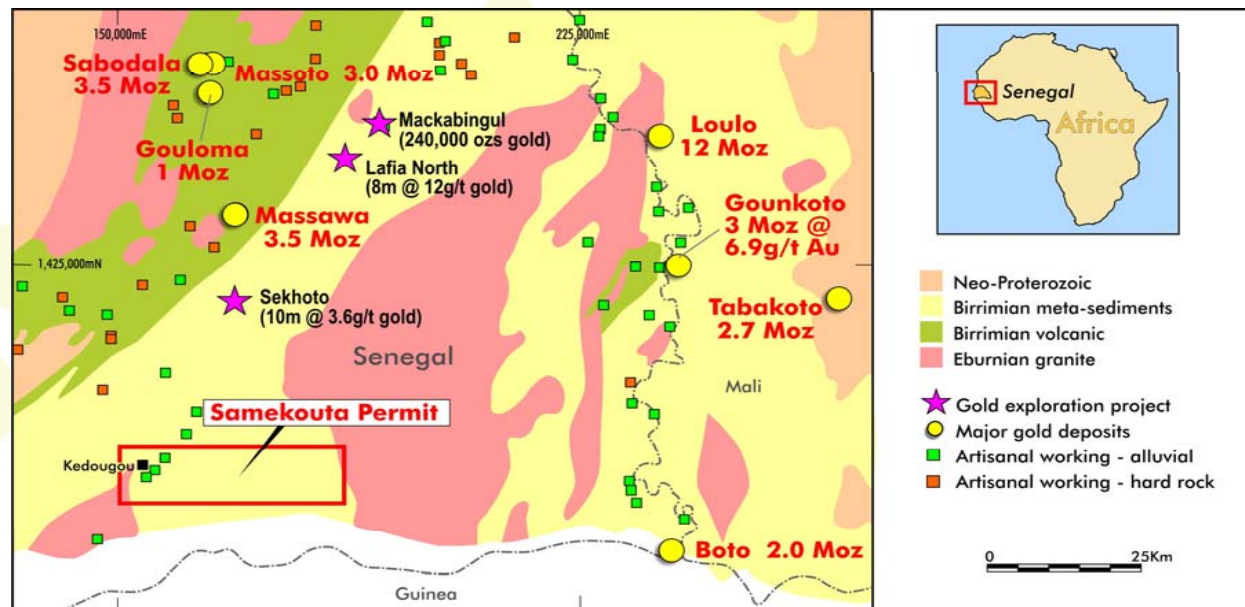 150,000mE
225,000mE
Sabodala
3.5 Moz
Massoto 3.0 Moz
Gouloma
1 Moz
Mackabingul
(240,000 ozs gold)
Lafia North
(8m @ 12g/t gold)
Loulo
12 Moz
Massawa
3.5 Moz
Gounkoto
3 Moz @
6.9g/t Au
1,425,000mN
Sekhoto
(10m @ 3.6g/t gold)
Tabakoto
2.7 Moz
Senegal
Mali
Samekouta Permit
Kedougou
Boto 2.0 Moz
Guinea
Senegal
Africa
Neo-Proterozoic
Birrimian meta-sediments
Birrimian volcanic
Eburnian granite
Gold exploration project
Major gold deposits
Artisanal working - alluvial
Artisanal working - hard rock
0 25Km